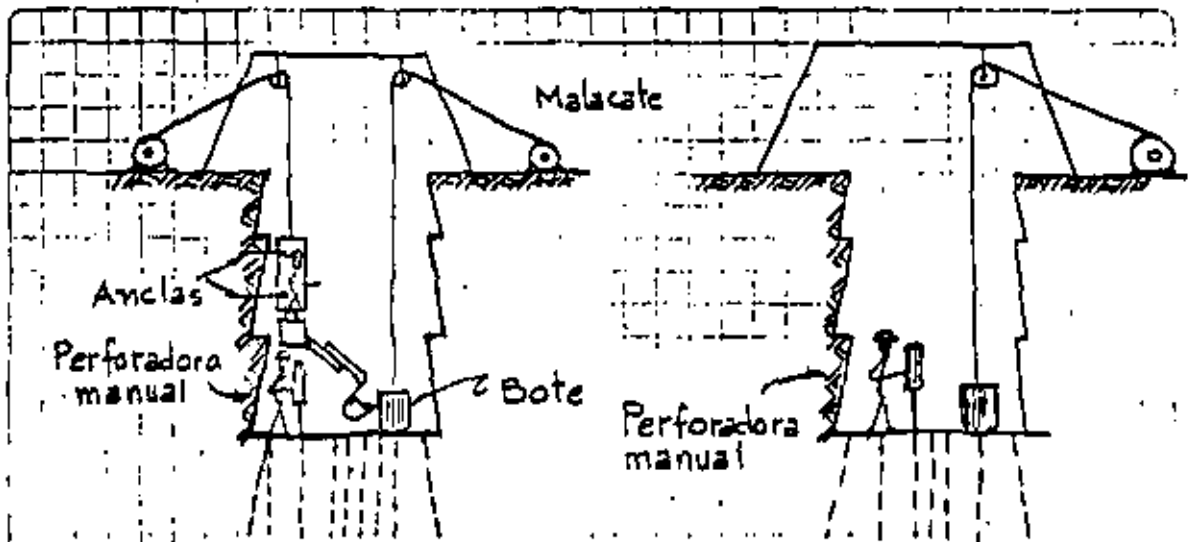 Malacate
Anclas
Perforadora
manual
Bote
Perforadora
manual